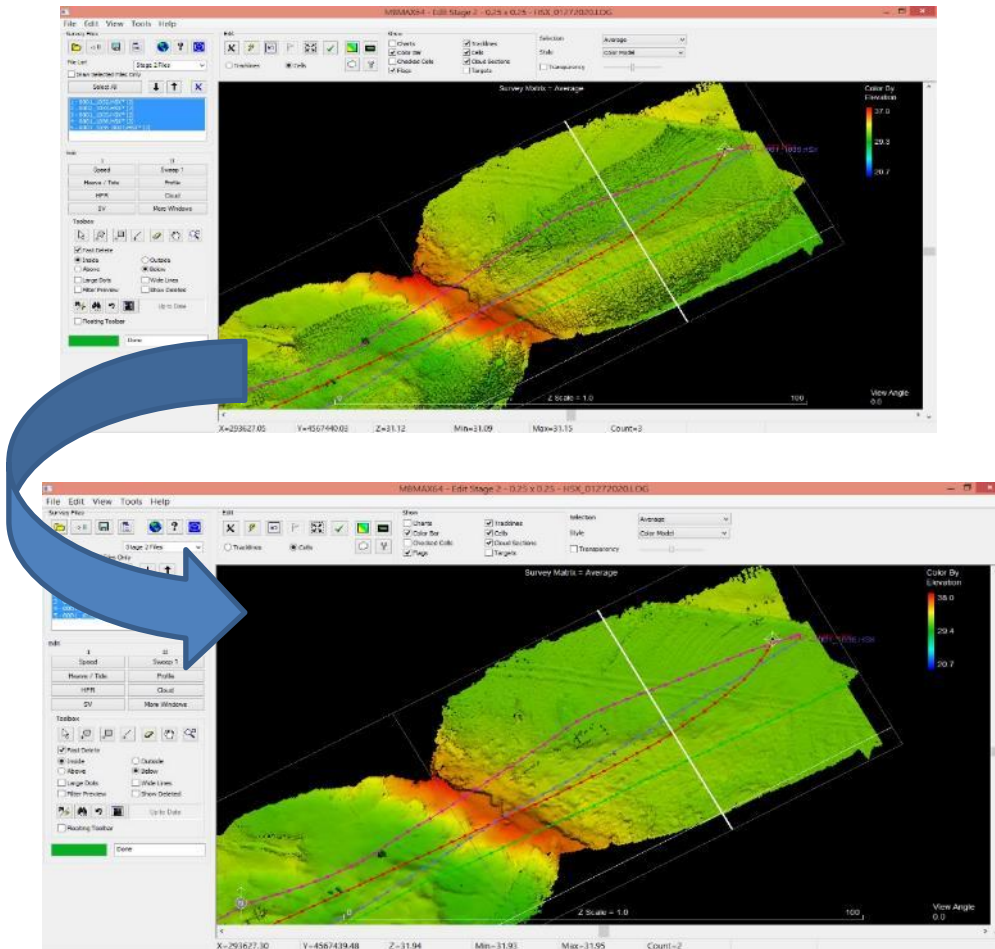 MBMAX64 - Edit Stage 2 - 0.25 x 0.25 - HSX_01272020.LOG
File Edit View Tools Help
Survey Files
Edit
Show
Charts
Color Bar
Checked Cells
Flags
Tracklines
Cells
Cloud Sections
Targets
Selection
Average
Style
Color Model
Transparency
Tracklines
Cells
File List
Stage 2 Files
Draw Selected Files Only
Select All
Edit
I
II
Speed
Sweep 1
Heave / Tide
Profile
HPR
Cloud
SV
More Windows
Toolbox
Fast Delete
Inside
Outside
Above
Below
Large Dots
Wide Lines
Filter Preview
Show Deleted
Up to Date
Floating Toolbar
Done
Survey Matrix = Average
Color By
Elevation
37.0
29.3
20.7
0
Z Scale = 1.0
100
View Angle
0.0
X=293627.05 Y=4567440.03 Z=31.12 Min=31.09 Max=31.15 Count=3
MBMAX64 - Edit Stage 2 - 0.25 x 0.25 - HSX_01272020.LOG
File Edit View Tools Help
Survey Files
Edit
Show
Charts
Color Bar
Checked Cells
Flags
Tracklines
Cells
Cloud Sections
Targets
Selection
Average
Style
Color Model
Transparency
Tracklines
Cells
Stage 2 Files
Only
Edit
I
II
Speed
Sweep 1
Heave / Tide
Profile
HPR
Cloud
SV
More Windows
Toolbox
Fast Delete
Inside
Outside
Above
Below
Large Dots
Wide Lines
Filter Preview
Show Deleted
Up to Date
Floating Toolbar
Done
Survey Matrix = Average
Color By
Elevation
38.0
29.4
20.7
0
Z Scale = 1.0
100
View Angle
0.0
X=293627.30 Y=4567439.48 Z=31.94 Min=31.93 Max=31.95 Count=2